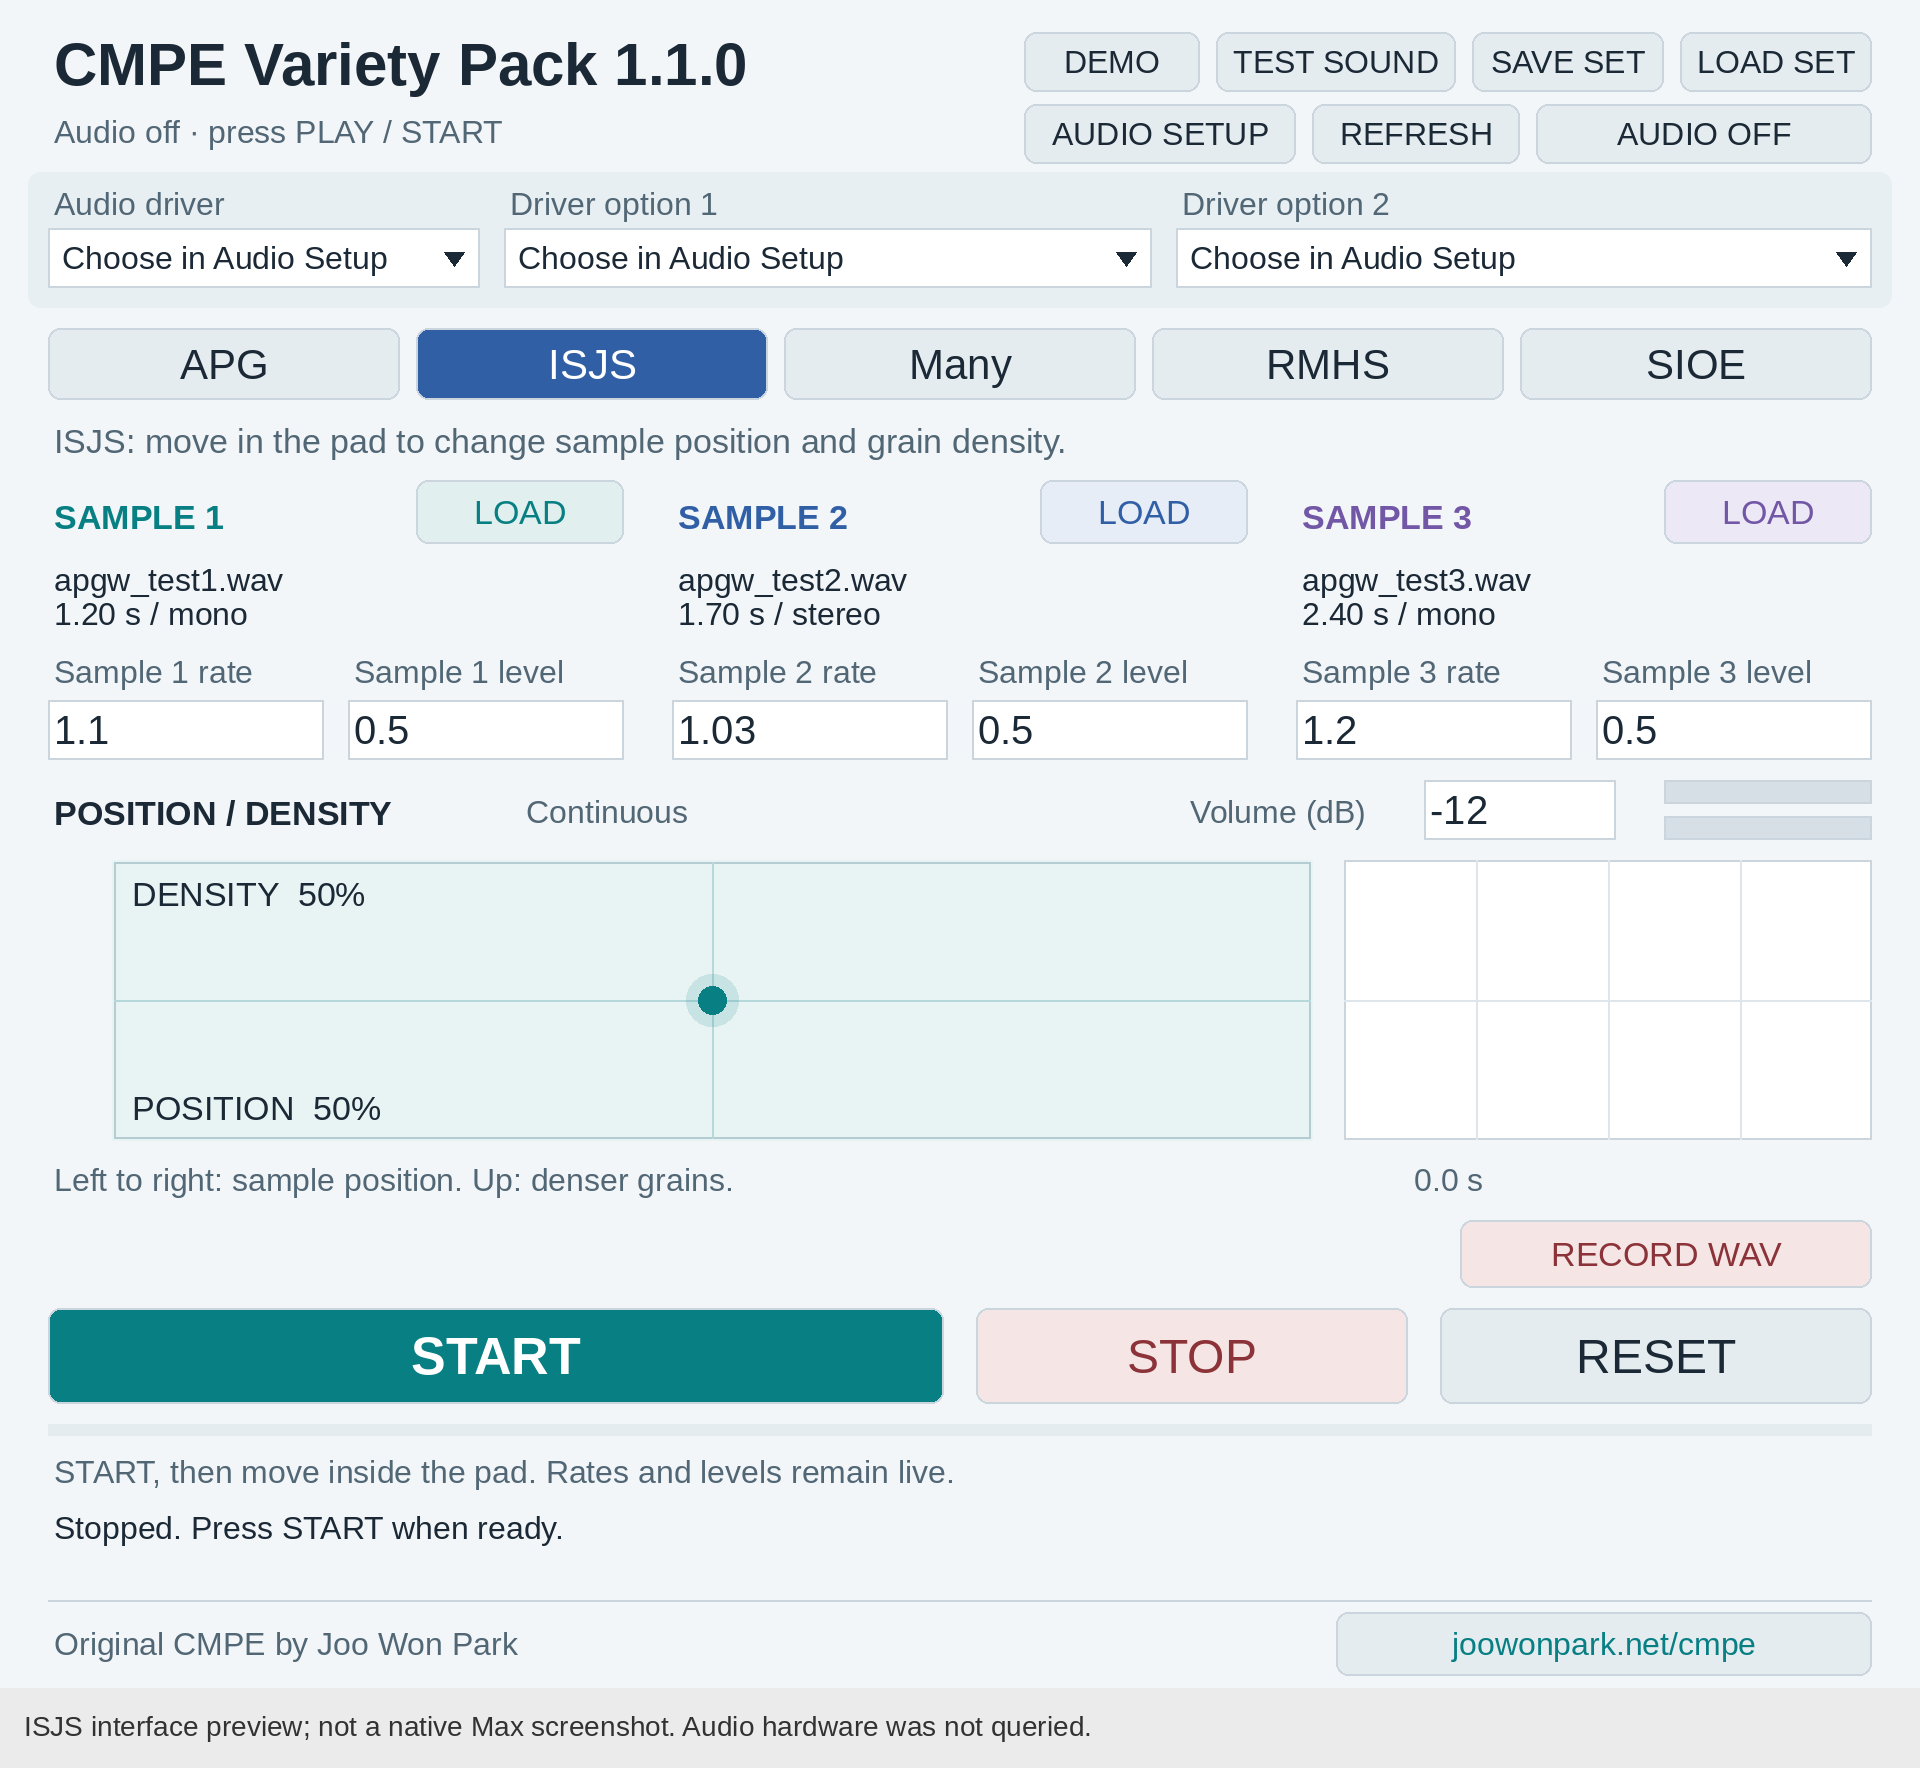 CMPE Variety Pack 1.1.0
DEMO
TEST SOUND
SAVE SET
LOAD SET
Audio off · press PLAY / START
AUDIO SETUP
REFRESH
AUDIO OFF
Audio driver
Driver option 1
Driver option 2
Choose in Audio Setup
Choose in Audio Setup
Choose in Audio Setup
APG
ISJS
Many
RMHS
SIOE
ISJS: move in the pad to change sample position and grain density.
SAMPLE 1
LOAD
SAMPLE 2
LOAD
SAMPLE 3
LOAD
apgw_test1.wav
1.20 s / mono
apgw_test2.wav
1.70 s / stereo
apgw_test3.wav
2.40 s / mono
Sample 1 rate
Sample 1 level
Sample 2 rate
Sample 2 level
Sample 3 rate
Sample 3 level
1.1
0.5
1.03
0.5
1.2
0.5
POSITION / DENSITY
Continuous
Volume (dB)
-12
DENSITY 50%
POSITION 50%
Left to right: sample position. Up: denser grains.
0.0 s
RECORD WAV
START
STOP
RESET
START, then move inside the pad. Rates and levels remain live.
Stopped. Press START when ready.
Original CMPE by Joo Won Park
joowonpark.net/cmpe
ISJS interface preview; not a native Max screenshot. Audio hardware was not queried.